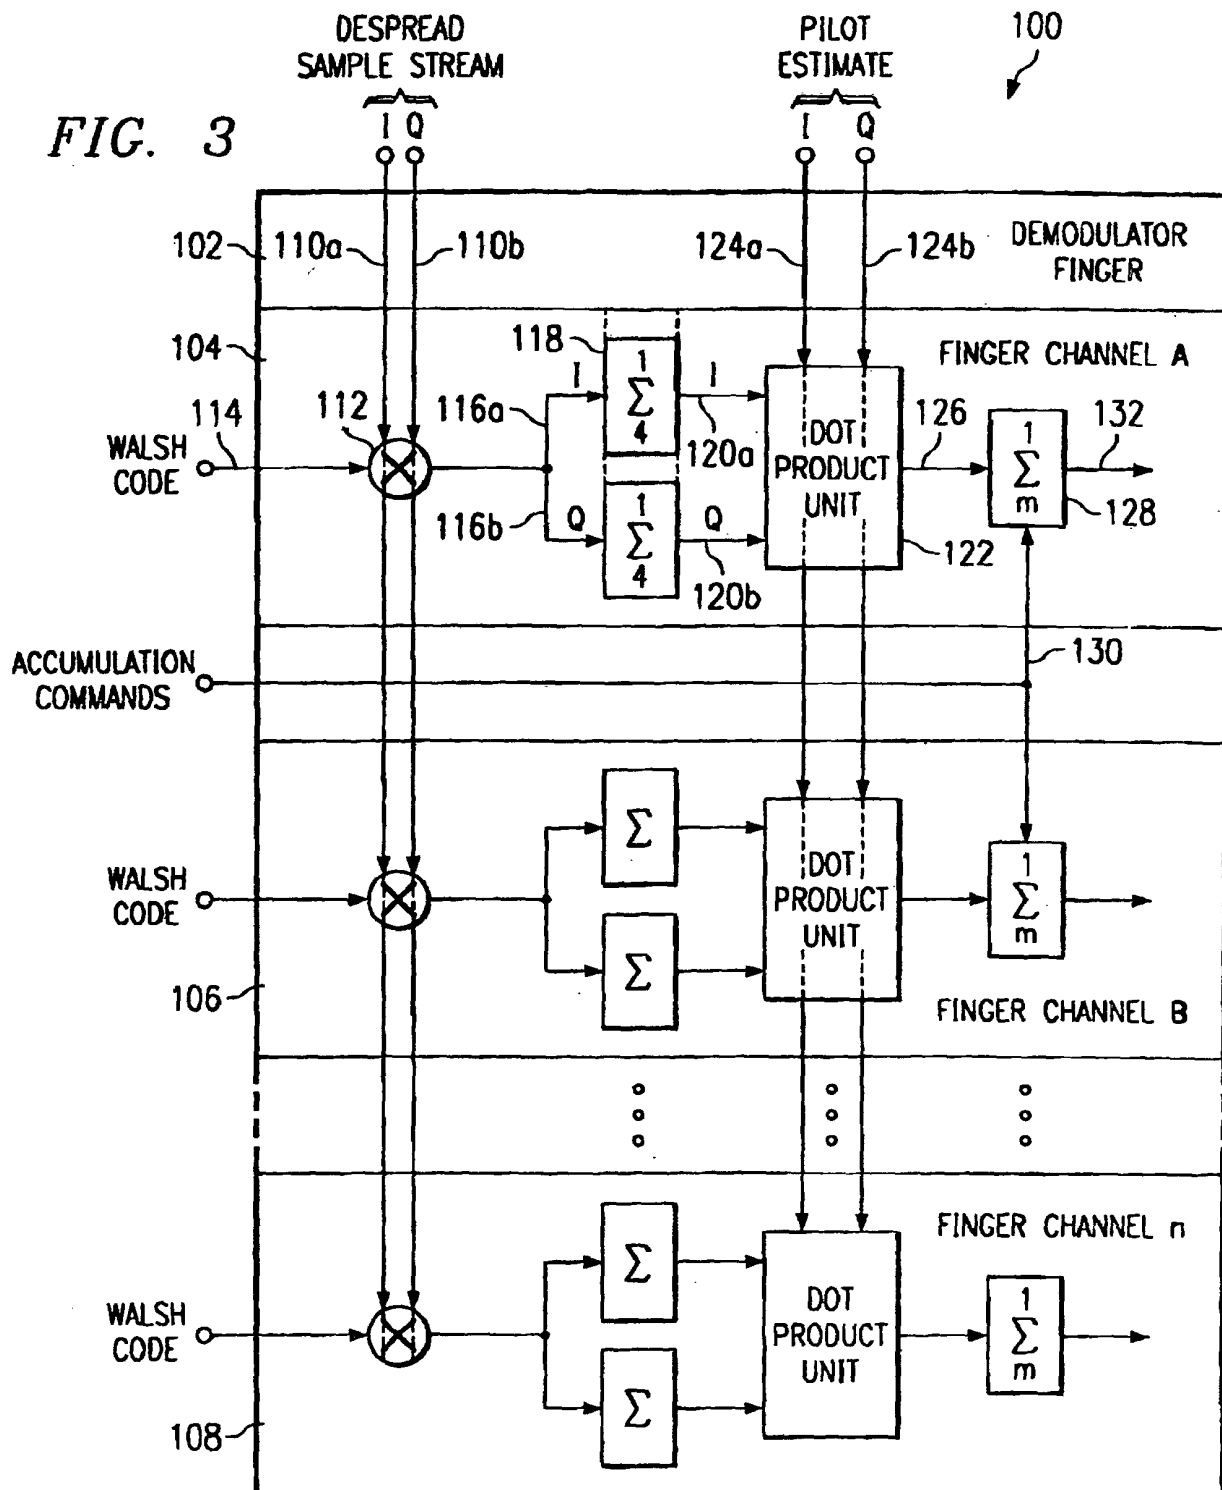 DESPREAD
SAMPLE STREAM
PILOT
ESTIMATE
100
FIG. 3
I Q
I Q
102
110a
110b
124a
124b
DEMODULATOR
FINGER
104
118
FINGER CHANNEL A
114
112
116a
I
1
Σ
4
I
120a
126
132
WALSH
CODE
DOT
PRODUCT
UNIT
1
Σ
m
128
116b
Q
1
Σ
4
Q
120b
122
ACCUMULATION
COMMANDS
130
WALSH
CODE
Σ
Σ
DOT
PRODUCT
UNIT
1
Σ
m
106
FINGER CHANNEL B
FINGER CHANNEL n
WALSH
CODE
Σ
Σ
DOT
PRODUCT
UNIT
1
Σ
m
108